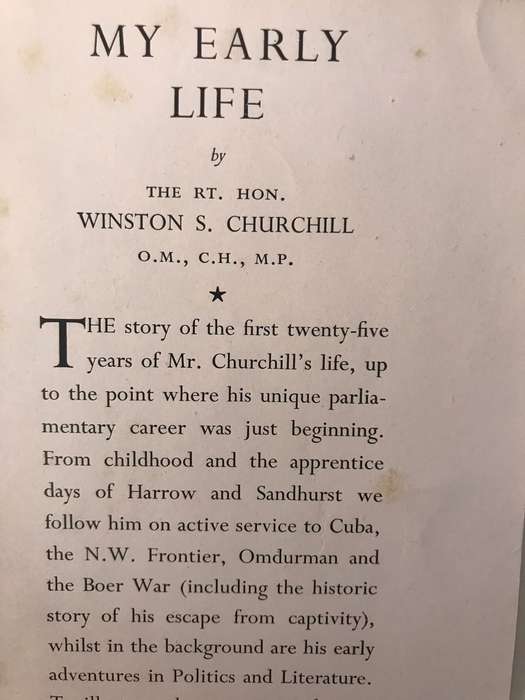 MY EARLY
LIFE
by
THE RT. HON.
WINSTON S. CHURCHILL
O.M., C.H., M.P.
★
THE story of the first twenty-five
years of Mr. Churchill's life, up
to the point where his unique parlia-
mentary career was just beginning.
From childhood and the apprentice
days of Harrow and Sandhurst we
follow him on active service to Cuba,
the N.W. Frontier, Omdurman and
the Boer War (including the historic
story of his escape from captivity),
whilst in the background are his early
adventures in Politics and Literature.